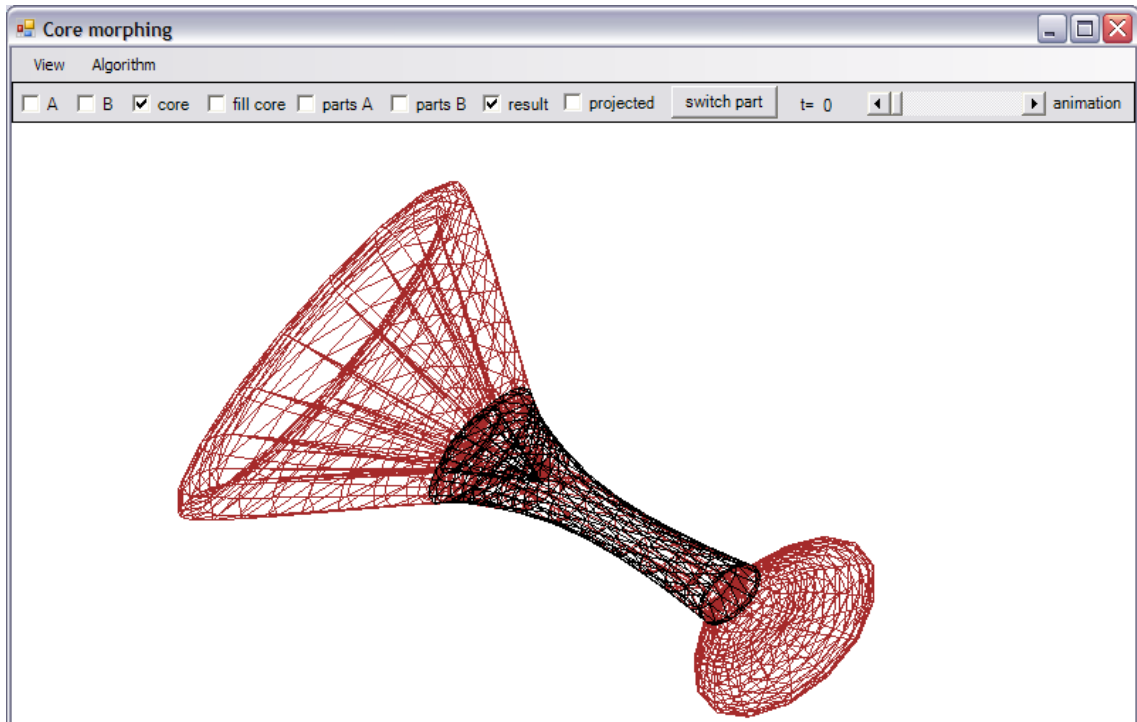 Core morphing
View Algorithm
A B core fill core parts A parts B result projected switch part t= 0 animation